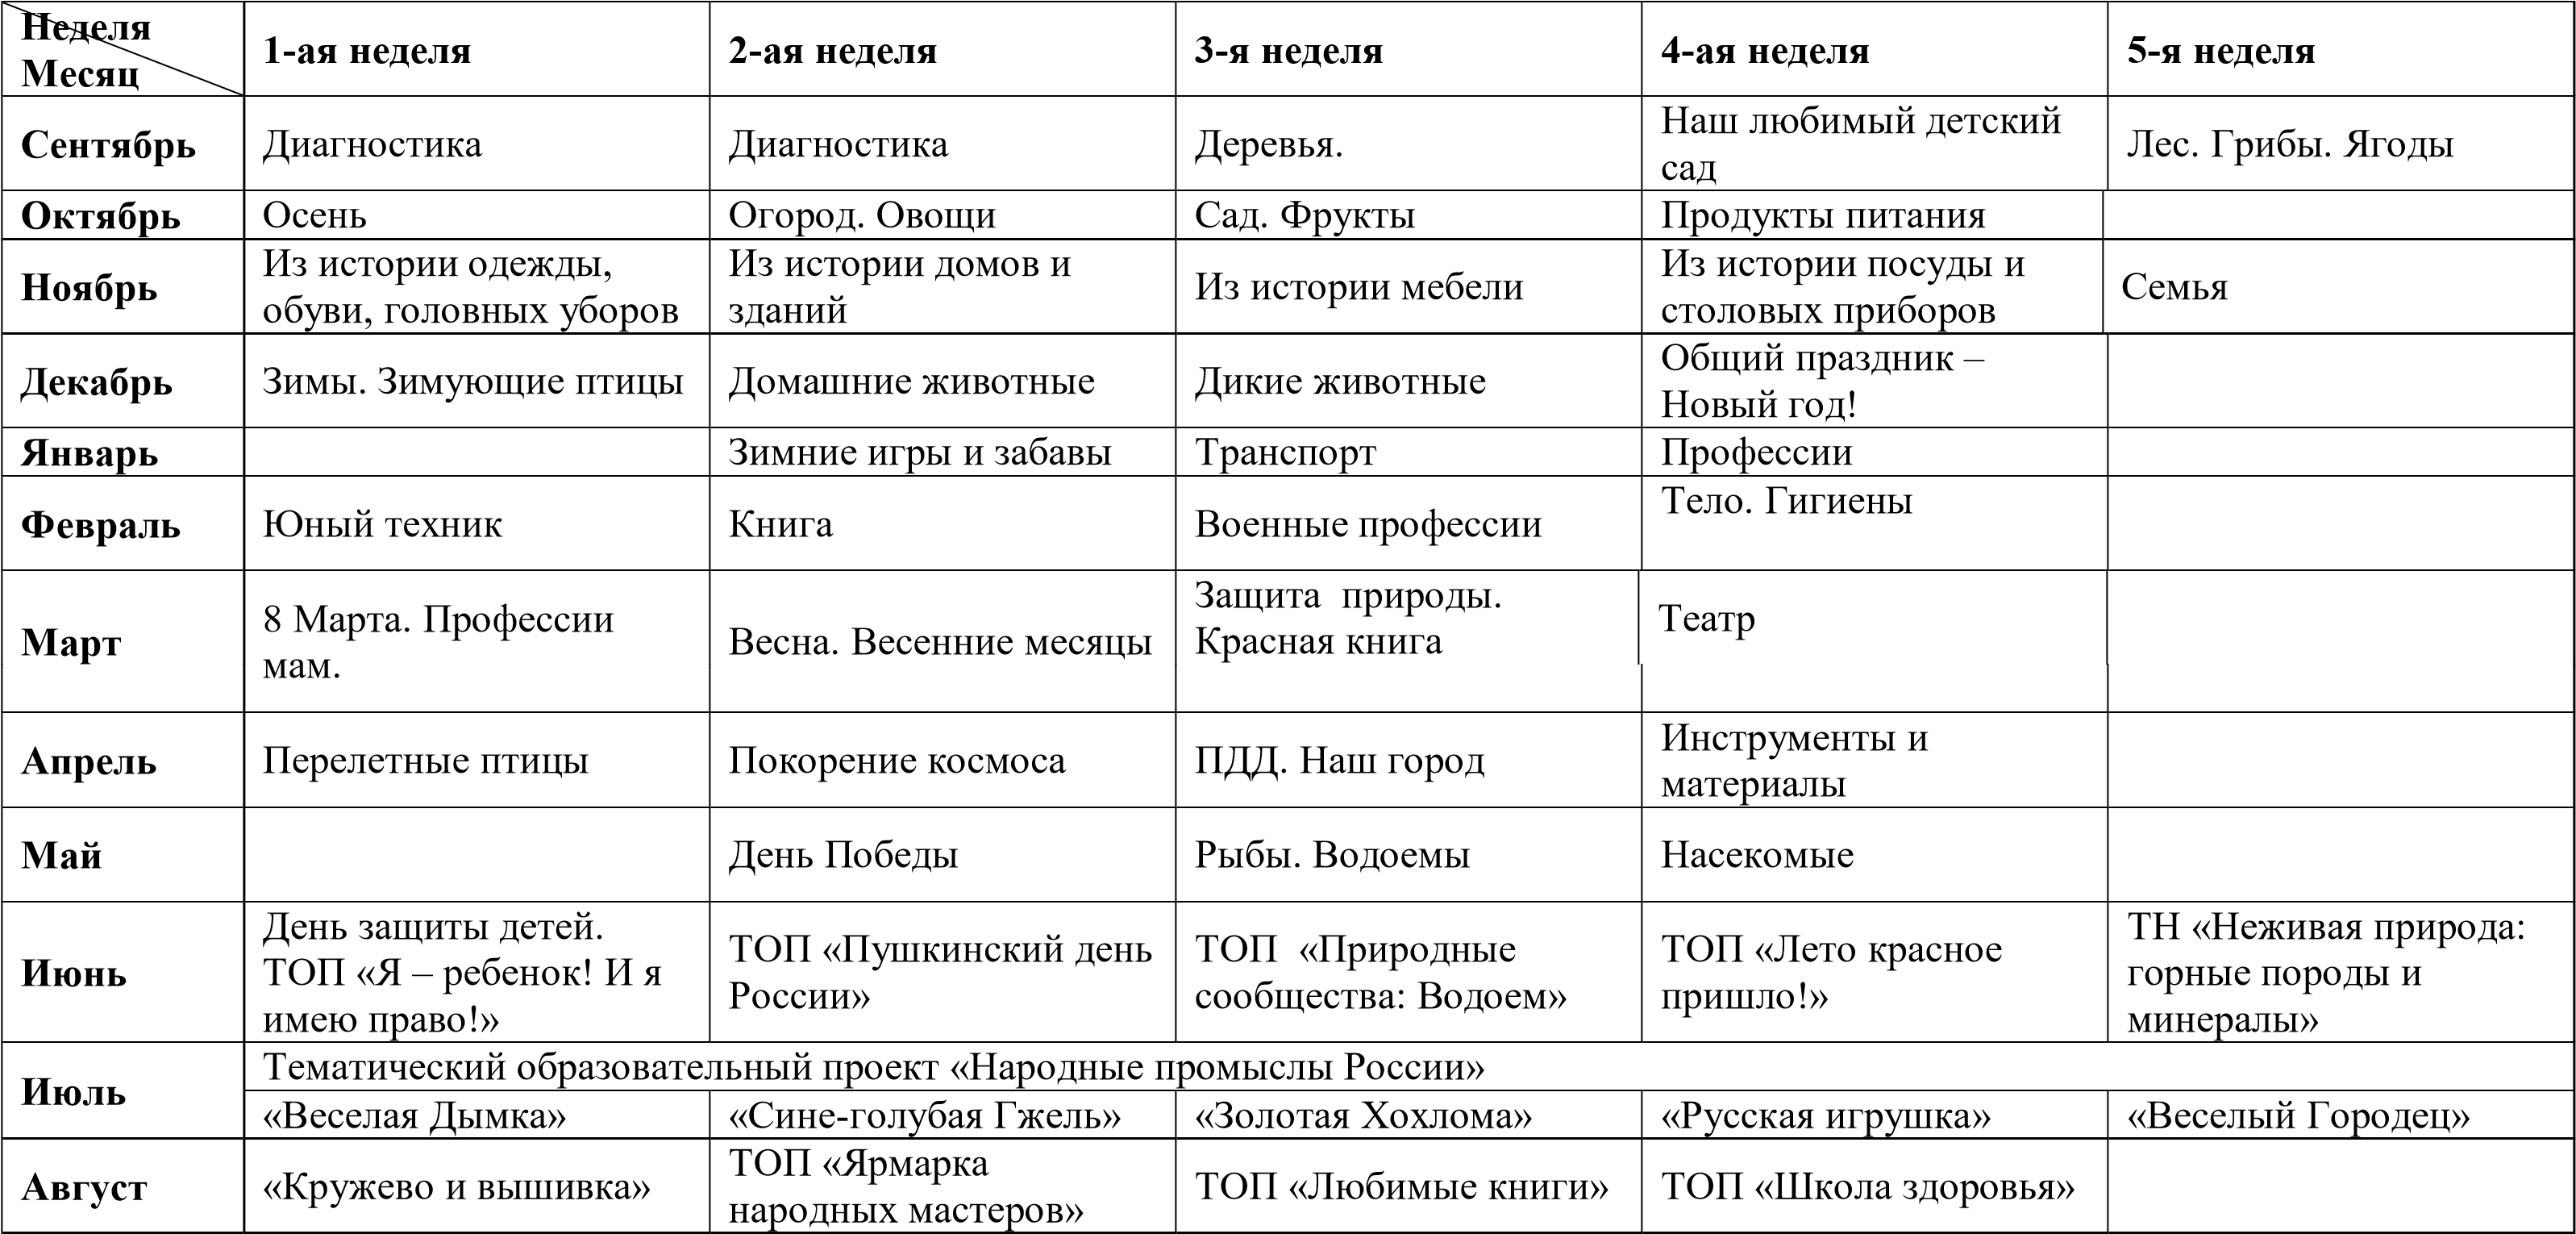 Неделя
Месяц
1-ая неделя
2-ая неделя
3-я неделя
4-ая неделя
5-я неделя
Сентябрь
Диагностика
Диагностика
Деревья.
Наш любимый детский
сад
Лес. Грибы. Ягоды
Октябрь
Осень
Огород. Овощи
Сад. Фрукты
Продукты питания
Ноябрь
Из истории одежды,
обуви, головных уборов
Из истории домов и
зданий
Из истории мебели
Из истории посуды и
столовых приборов
Семья
Декабрь
Зимы. Зимующие птицы
Домашние животные
Дикие животные
Общий праздник –
Новый год!
Январь
Зимние игры и забавы
Транспорт
Профессии
Февраль
Юный техник
Книга
Военные профессии
Тело. Гигиены
Март
8 Марта. Профессии
мам.
Весна. Весенние месяцы
Защита  природы.
Красная книга
Театр
Апрель
Перелетные птицы
Покорение космоса
ПДД. Наш город
Инструменты и
материалы
Май
День Победы
Рыбы. Водоемы
Насекомые
Июнь
День защиты детей.
ТОП «Я – ребенок! И я
имею право!»
ТОП «Пушкинский день
России»
ТОП  «Природные
сообщества: Водоем»
ТОП «Лето красное
пришло!»
ТН «Неживая природа:
горные породы и
минералы»
Июль
Тематический образовательный проект «Народные промыслы России»
«Веселая Дымка»
«Сине-голубая Гжель»
«Золотая Хохлома»
«Русская игрушка»
«Веселый Городец»
Август
«Кружево и вышивка»
ТОП «Ярмарка
народных мастеров»
ТОП «Любимые книги»
ТОП «Школа здоровья»